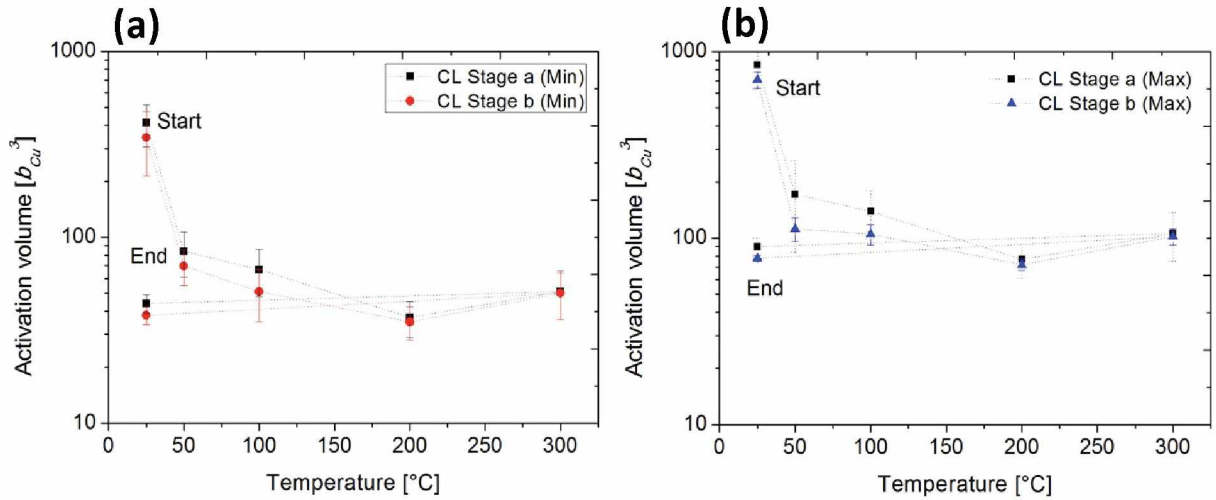 (a)
1000
CL Stage a (Min)
CL Stage b (Min)
Start
100
End
10
0 50 100 150 200 250 300
Activation volume [b_Cu^3]
Temperature [°C]
(b)
1000
CL Stage a (Max)
CL Stage b (Max)
Start
100
End
10
0 50 100 150 200 250 300
Activation volume [b_Cu^3]
Temperature [°C]